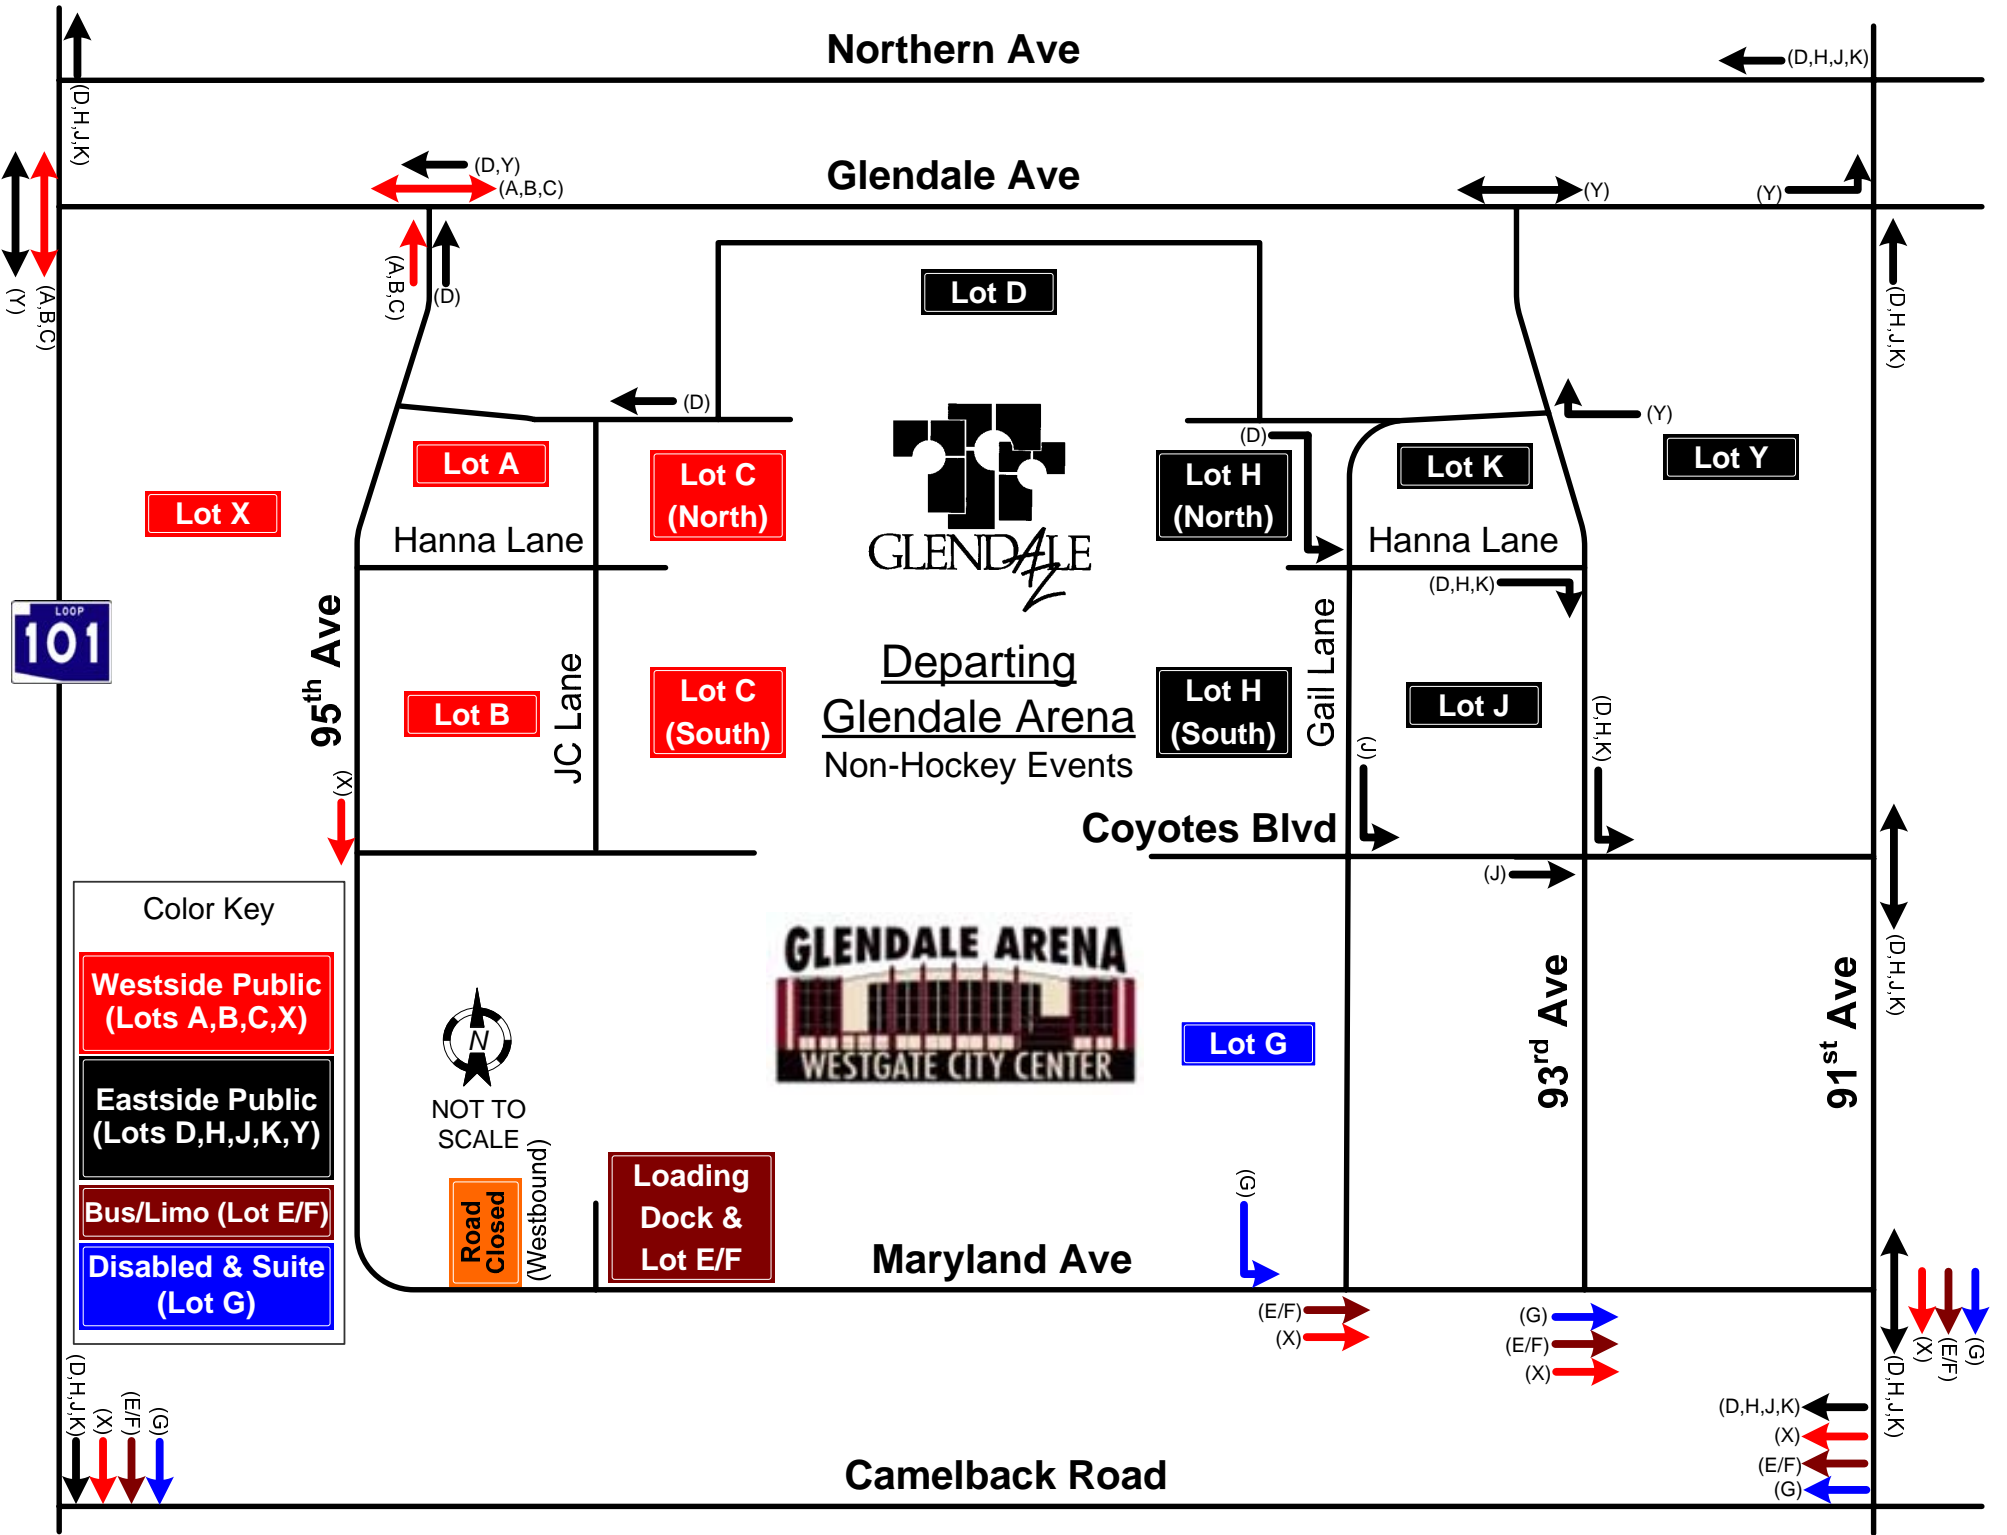 Northern Ave
(D,H,J,K)
(D,H,J,K)
(D,Y)
(A,B,C)
Glendale Ave
(Y)
(Y)
(Y)
(A,B,C)
(A,B,C)
(D)
(D,H,J,K)
Lot D
(D)
(D)
(Y)
Lot A
Lot X
Lot C
(North)
Lot H
(North)
Lot K
Lot Y
Hanna Lane
GLENDALE
AZ
Hanna Lane
(D,H,K)
LOOP
101
95th Ave
JC Lane
Lot B
Lot C
(South)
Departing
Glendale Arena
Non-Hockey Events
Lot H
(South)
Gail Lane
Lot J
(D,H,K)
(X)
(J)
Coyotes Blvd
(J)
(D,H,J,K)
Color Key
Westside Public
(Lots A,B,C,X)
Eastside Public
(Lots D,H,J,K,Y)
Bus/Limo (Lot E/F)
Disabled & Suite
(Lot G)
N
NOT TO
SCALE
GLENDALE ARENA
WESTGATE CITY CENTER
Lot G
93rd Ave
91st Ave
Road
Closed
(Westbound)
Loading
Dock &
Lot E/F
Maryland Ave
(G)
(E/F)
(X)
(G)
(E/F)
(X)
(D,H,J,K)
(X)
(E/F)
(G)
(D,H,J,K)
(X)
(E/F)
(G)
(D,H,J,K)
(X)
(E/F)
(G)
Camelback Road